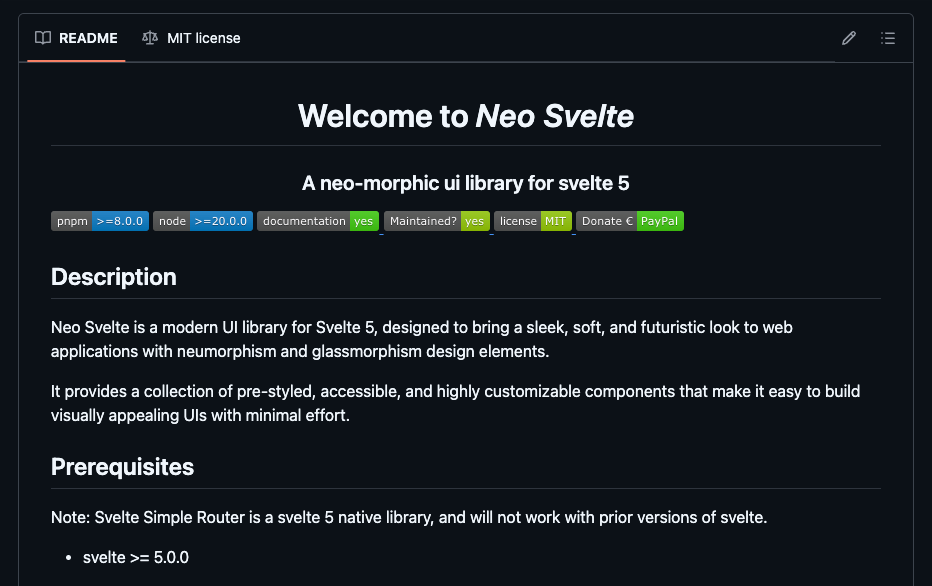 README MIT license
Welcome to Neo Svelte
A neo-morphic ui library for svelte 5
pnpm >=8.0.0 node >=20.0.0 documentation yes Maintained? yes license MIT Donate € PayPal
Description
Neo Svelte is a modern UI library for Svelte 5, designed to bring a sleek, soft, and futuristic look to web
applications with neumorphism and glassmorphism design elements.
It provides a collection of pre-styled, accessible, and highly customizable components that make it easy to build
visually appealing UIs with minimal effort.
Prerequisites
Note: Svelte Simple Router is a svelte 5 native library, and will not work with prior versions of svelte.
• svelte >= 5.0.0